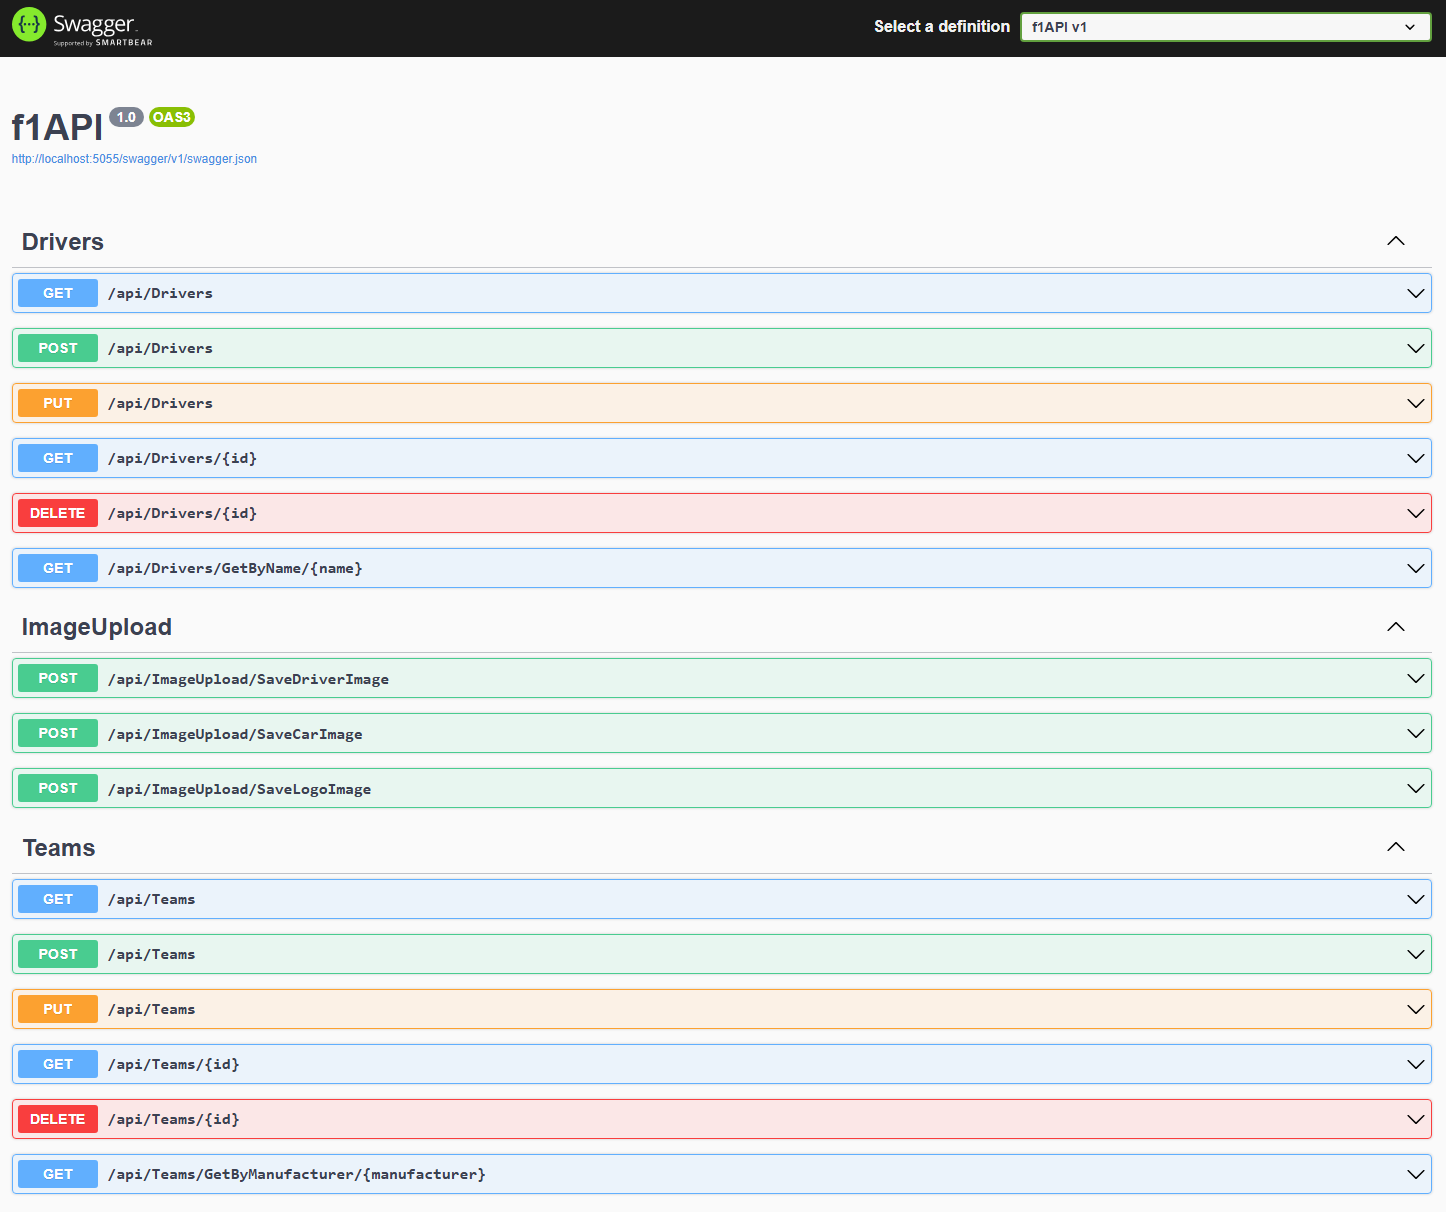 Swagger
Supported by SMARTBEAR
Select a definition
f1API v1
f1API 1.0 OAS3
http://localhost:5055/swagger/v1/swagger.json
Drivers
GET /api/Drivers
POST /api/Drivers
PUT /api/Drivers
GET /api/Drivers/{id}
DELETE /api/Drivers/{id}
GET /api/Drivers/GetByName/{name}
ImageUpload
POST /api/ImageUpload/SaveDriverImage
POST /api/ImageUpload/SaveCarImage
POST /api/ImageUpload/SaveLogoImage
Teams
GET /api/Teams
POST /api/Teams
PUT /api/Teams
GET /api/Teams/{id}
DELETE /api/Teams/{id}
GET /api/Teams/GetByManufacturer/{manufacturer}